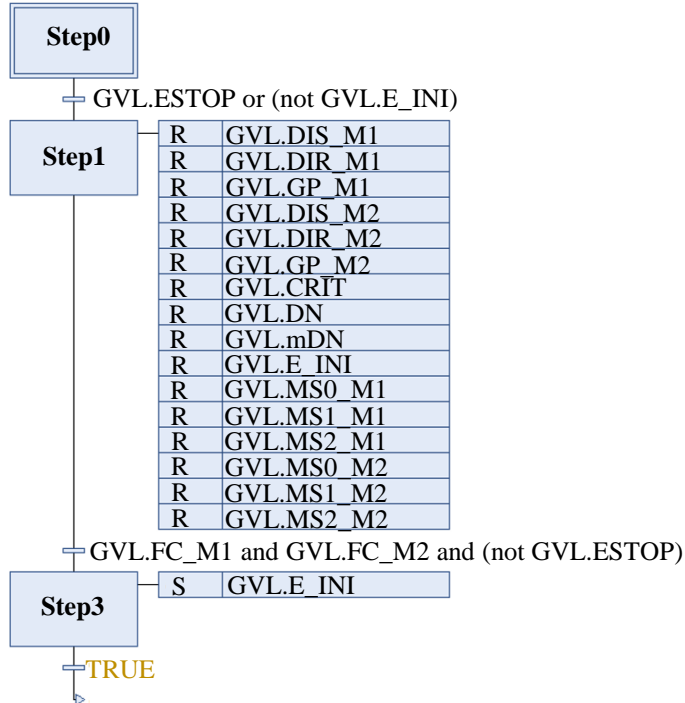 Step0
GVL.ESTOP or (not GVL.E_INI)
Step1
R GVL.DIS_M1
R GVL.DIR_M1
R GVL.GP_M1
R GVL.DIS_M2
R GVL.DIR_M2
R GVL.GP_M2
R GVL.CRIT
R GVL.DN
R GVL.mDN
R GVL.E_INI
R GVL.MS0_M1
R GVL.MS1_M1
R GVL.MS2_M1
R GVL.MS0_M2
R GVL.MS1_M2
R GVL.MS2_M2
GVL.FC_M1 and GVL.FC_M2 and (not GVL.ESTOP)
Step3
S GVL.E_INI
TRUE